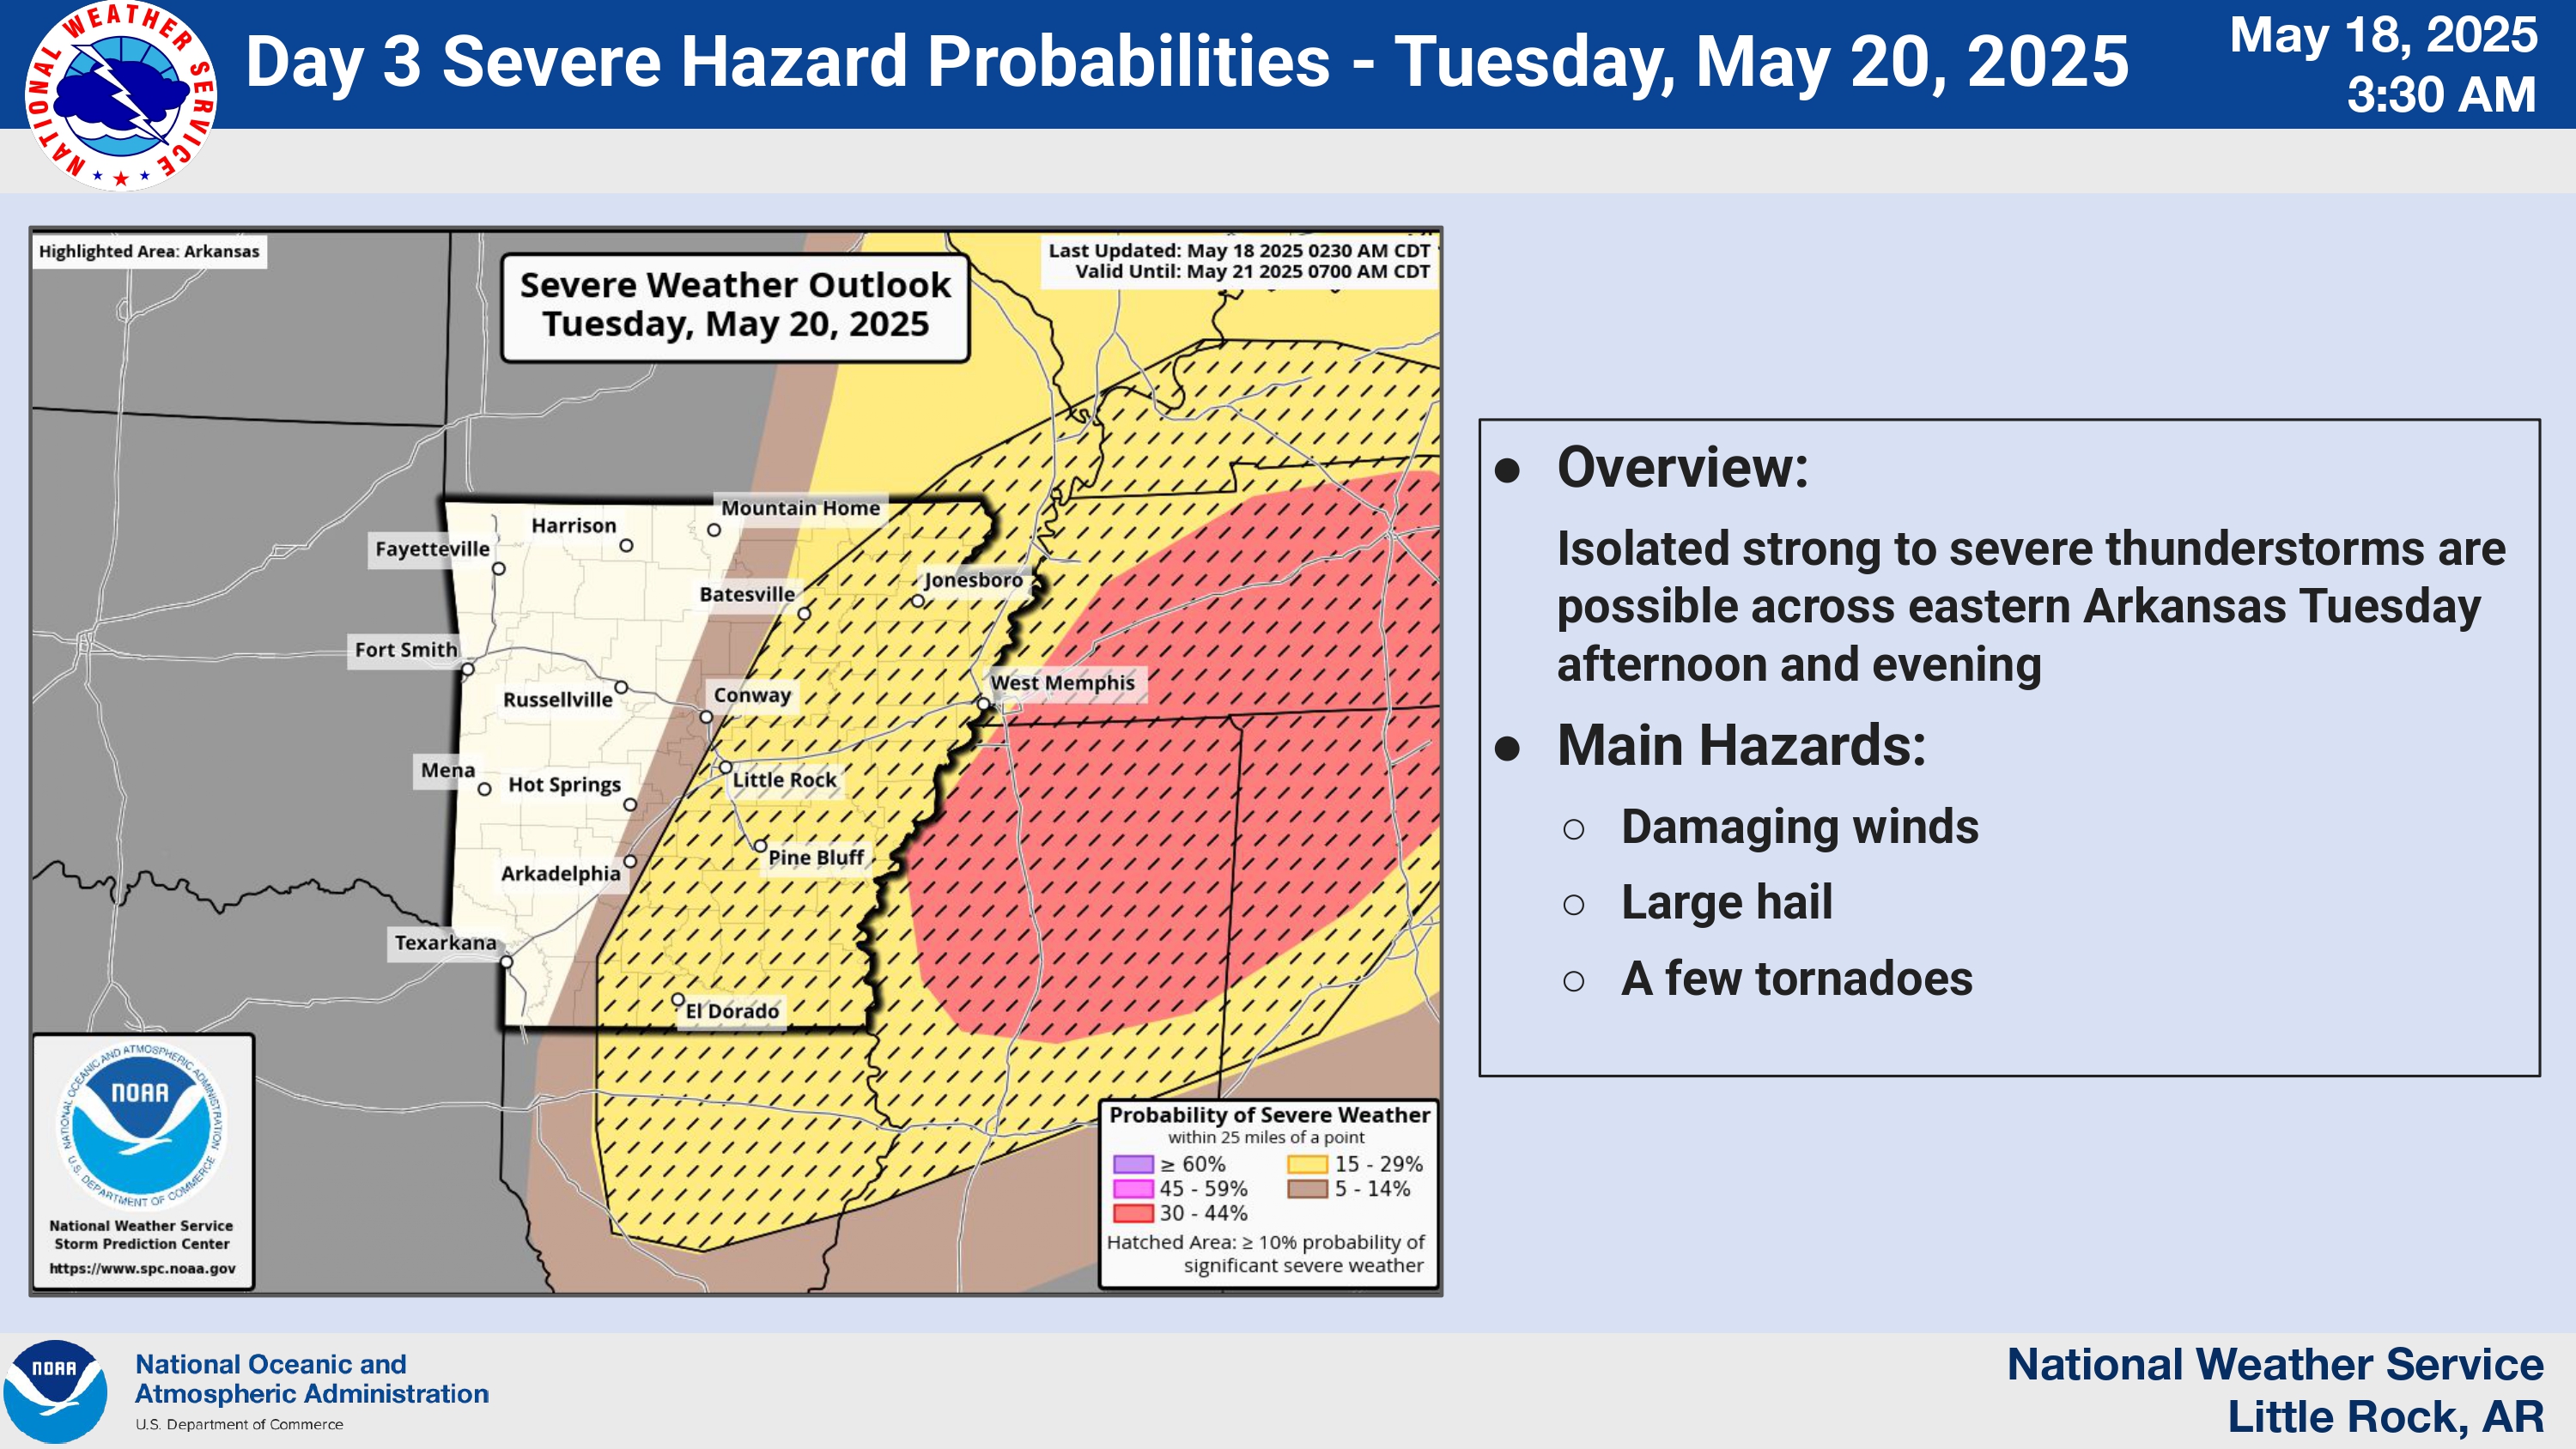 NATIONAL WEATHER SERVICE
Day 3 Severe Hazard Probabilities - Tuesday, May 20, 2025
May 18, 2025
3:30 AM
Highlighted Area: Arkansas
Severe Weather Outlook
Tuesday, May 20, 2025
Last Updated: May 18 2025 0230 AM CDT
Valid Until: May 21 2025 0700 AM CDT
Mountain Home
Harrison
Fayetteville
Jonesboro
Batesville
Fort Smith
West Memphis
Russellville
Conway
Mena
Hot Springs
Little Rock
Pine Bluff
Arkadelphia
Texarkana
El Dorado
NATIONAL OCEANIC AND ATMOSPHERIC ADMINISTRATION
NOAA
U.S. DEPARTMENT OF COMMERCE
National Weather Service
Storm Prediction Center
https://www.spc.noaa.gov
Probability of Severe Weather
within 25 miles of a point
≥ 60% 15 - 29%
45 - 59% 5 - 14%
30 - 44%
Hatched Area: ≥ 10% probability of
significant severe weather
● Overview:
Isolated strong to severe thunderstorms are
possible across eastern Arkansas Tuesday
afternoon and evening
● Main Hazards:
○ Damaging winds
○ Large hail
○ A few tornadoes
NOAA
National Oceanic and
Atmospheric Administration
U.S. Department of Commerce
National Weather Service
Little Rock, AR